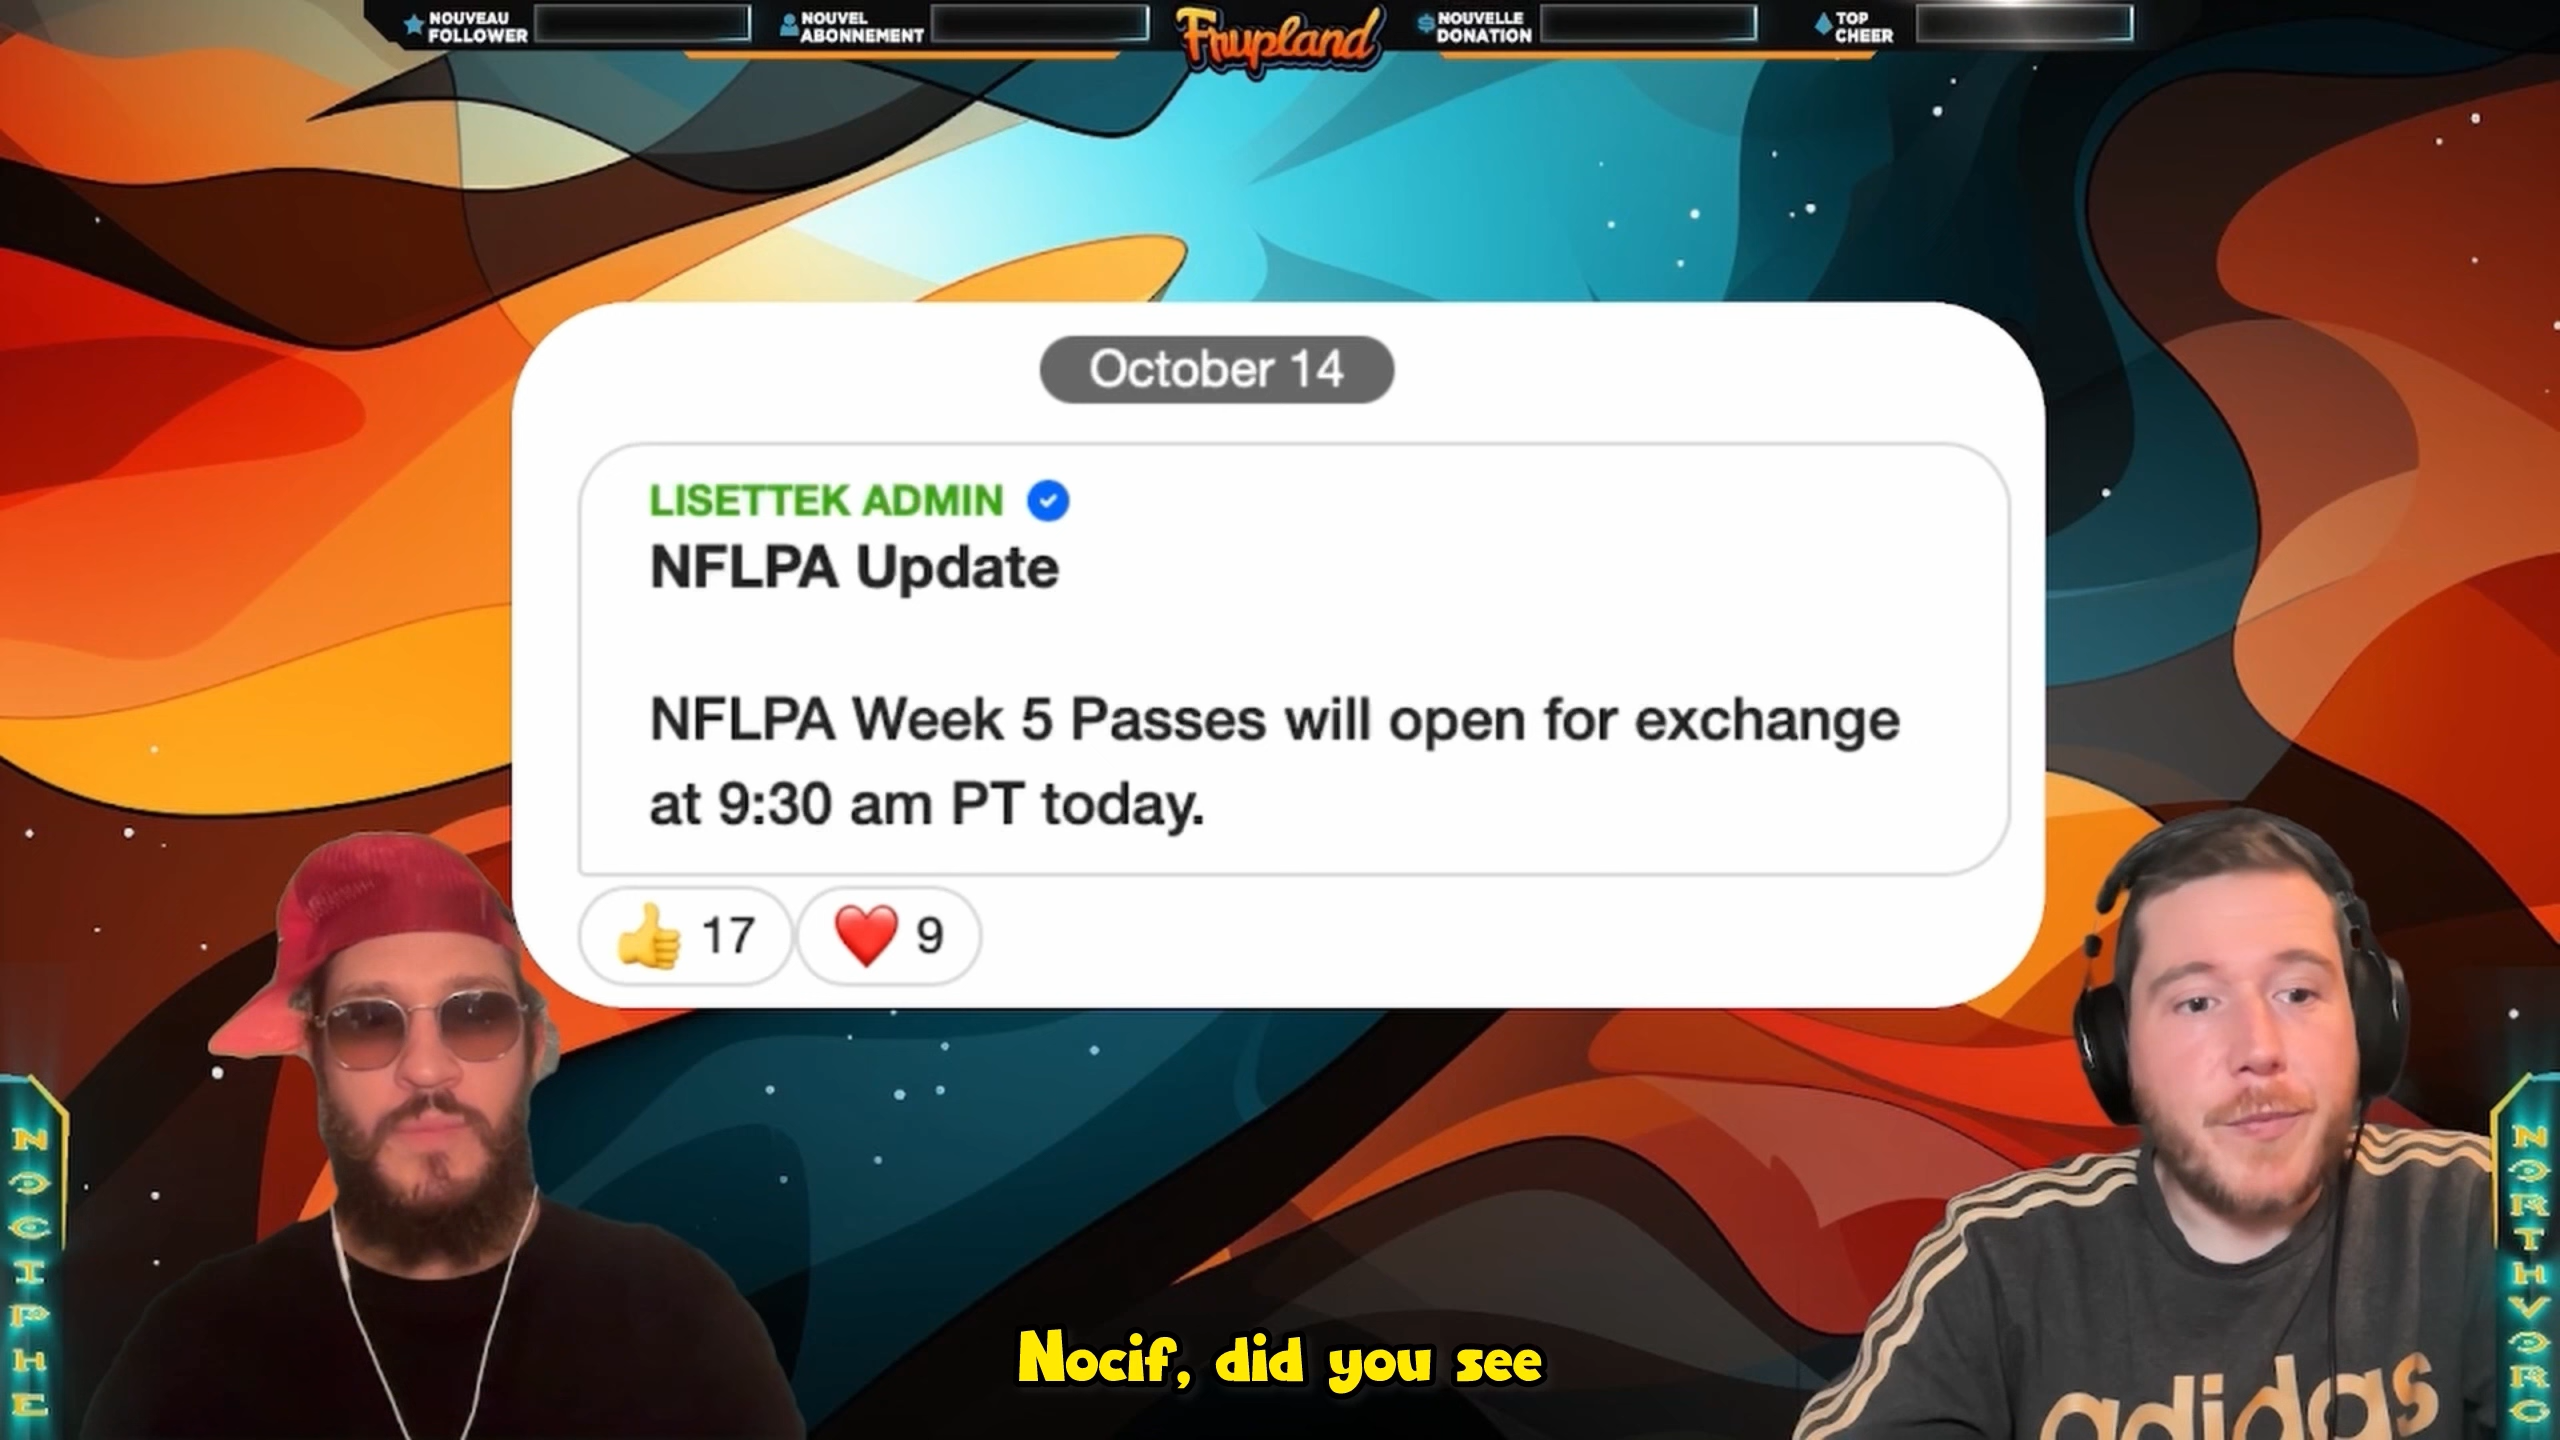 NOUVEAU
FOLLOWER
NOUVEL
ABONNEMENT
Frupland
NOUVELLE
DONATION
TOP
CHEER
October 14
LISETTEK ADMIN
NFLPA Update
NFLPA Week 5 Passes will open for exchange
at 9:30 am PT today.
👍 17 ❤️ 9
NOCIPHE
NORTHVORC
adidas
Nocif, did you see